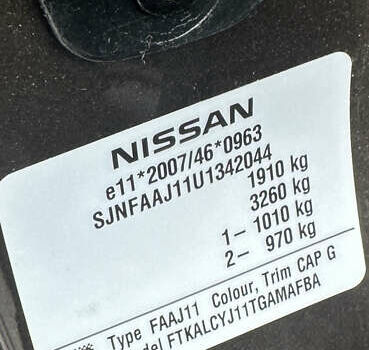 NISSAN
e11*2007/46*0963
SJNFAAJ11U1342044
1910 kg
3260 kg
1– 1010 kg
2– 970 kg
Type FAAJ11 Colour, Trim CAP G
FTKALCYJ11TGAMAFBA